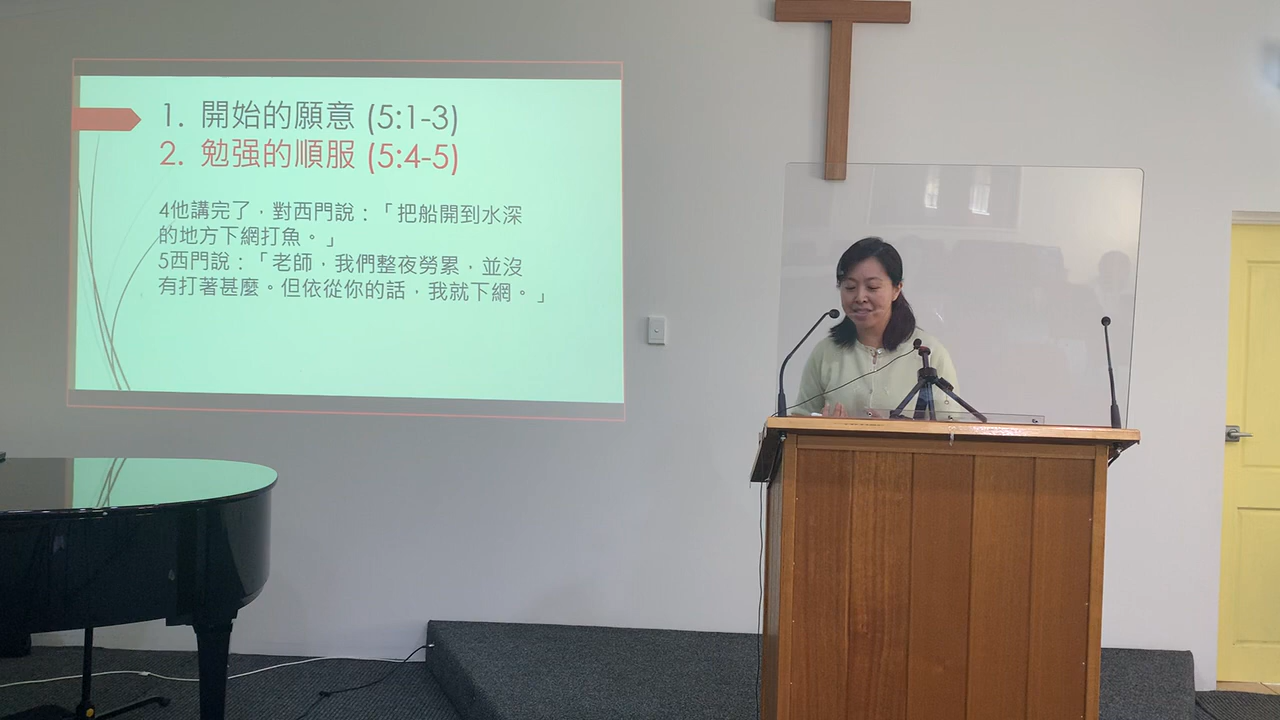 1. 開始的願意 (5:1-3)
2. 勉强的順服 (5:4-5)
4他講完了，對西門說：「把船開到水深
的地方下網打魚。」
5西門說：「老師，我們整夜勞累，並沒
有打著甚麼。但依從你的話，我就下網。」